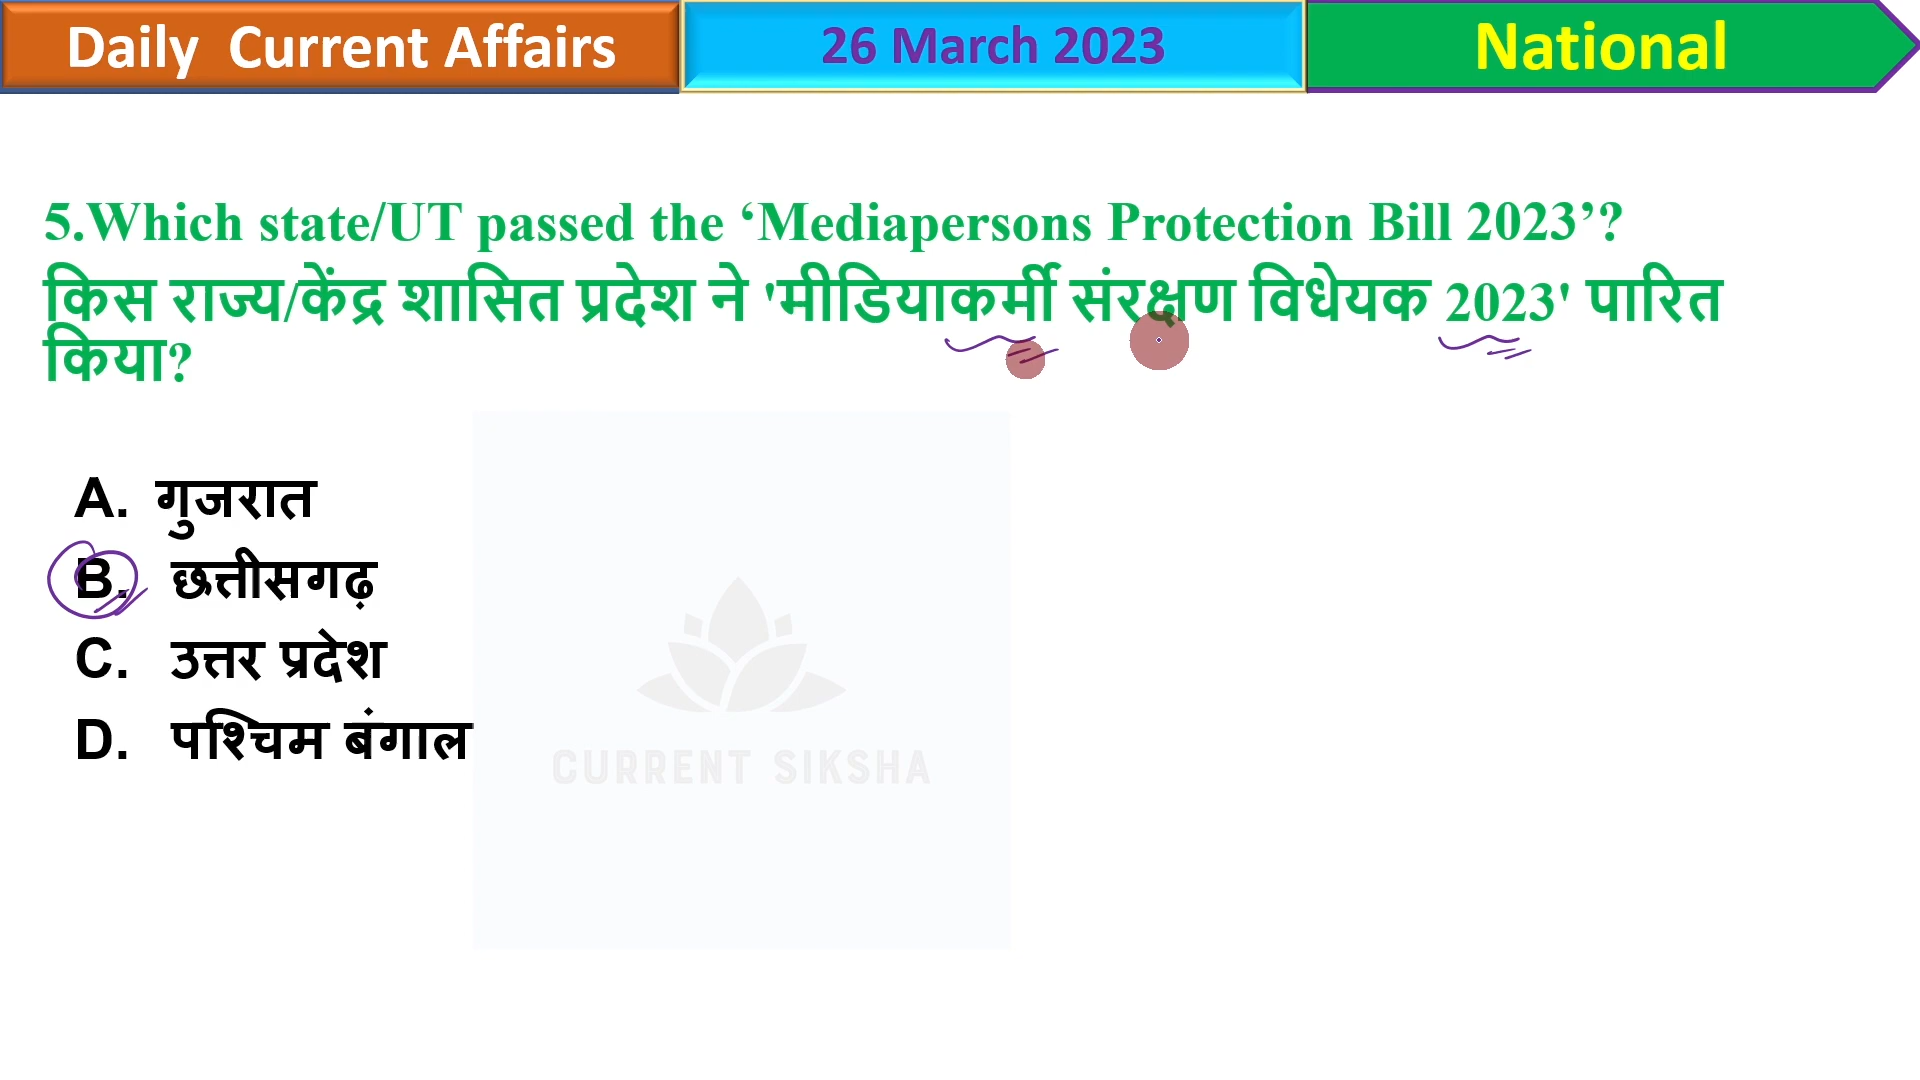 Daily Current Affairs
26 March 2023
National
5.Which state/UT passed the ‘Mediapersons Protection Bill 2023’?
किस राज्य/केंद्र शासित प्रदेश ने 'मीडियाकर्मी संरक्षण विधेयक 2023' पारित
किया?
A. गुजरात
B. छत्तीसगढ़
C. उत्तर प्रदेश
D. पश्चिम बंगाल
CURRENT SIKSHA